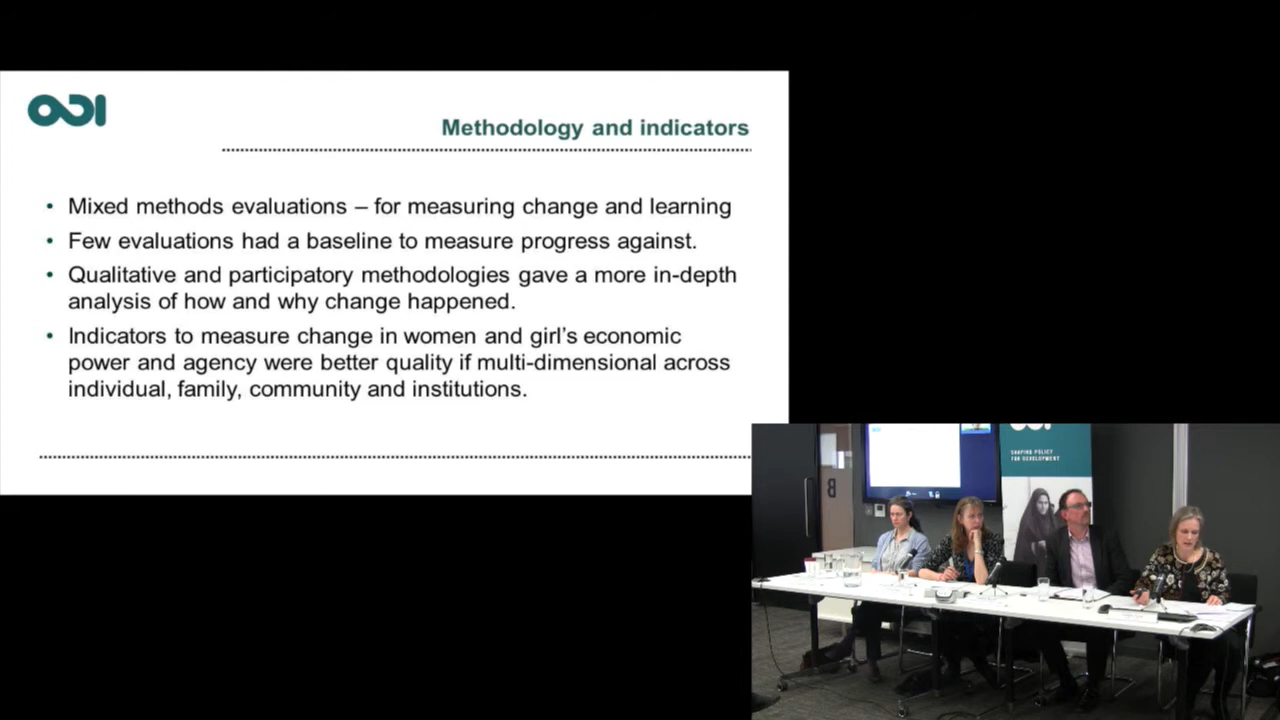 ODI
Methodology and indicators
• Mixed methods evaluations – for measuring change and learning
• Few evaluations had a baseline to measure progress against.
• Qualitative and participatory methodologies gave a more in-depth
analysis of how and why change happened.
• Indicators to measure change in women and girl’s economic
power and agency were better quality if multi-dimensional across
individual, family, community and institutions.
B
SHAPING POLICY
FOR DEVELOPMENT